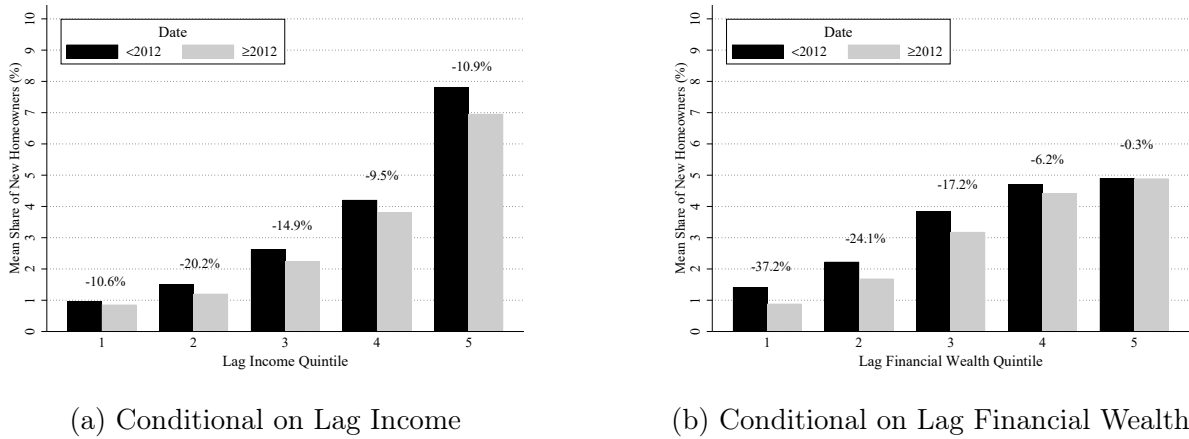 Date
<2012 ≥2012
Mean Share of New Homeowners (%)
0 1 2 3 4 5 6 7 8 9 10
-10.6%
-20.2%
-14.9%
-9.5%
-10.9%
1 2 3 4 5
Lag Income Quintile
(a) Conditional on Lag Income
Date
<2012 ≥2012
Mean Share of New Homeowners (%)
0 1 2 3 4 5 6 7 8 9 10
-37.2%
-24.1%
-17.2%
-6.2%
-0.3%
1 2 3 4 5
Lag Financial Wealth Quintile
(b) Conditional on Lag Financial Wealth